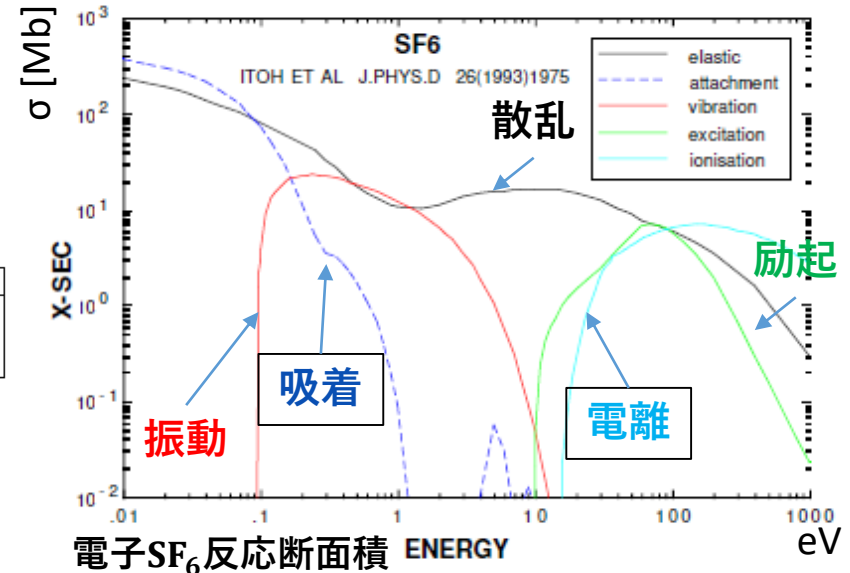 σ [Mb]
X-SEC
10³
10²
10¹
10⁰
10⁻¹
10⁻²
SF6
ITOH ET AL J.PHYS.D 26(1993)1975
elastic
attachment
vibration
excitation
ionisation
散乱
励起
吸着
電離
振動
.01 .1 1 10 100 1000
電子SF₆反応断面積 ENERGY eV